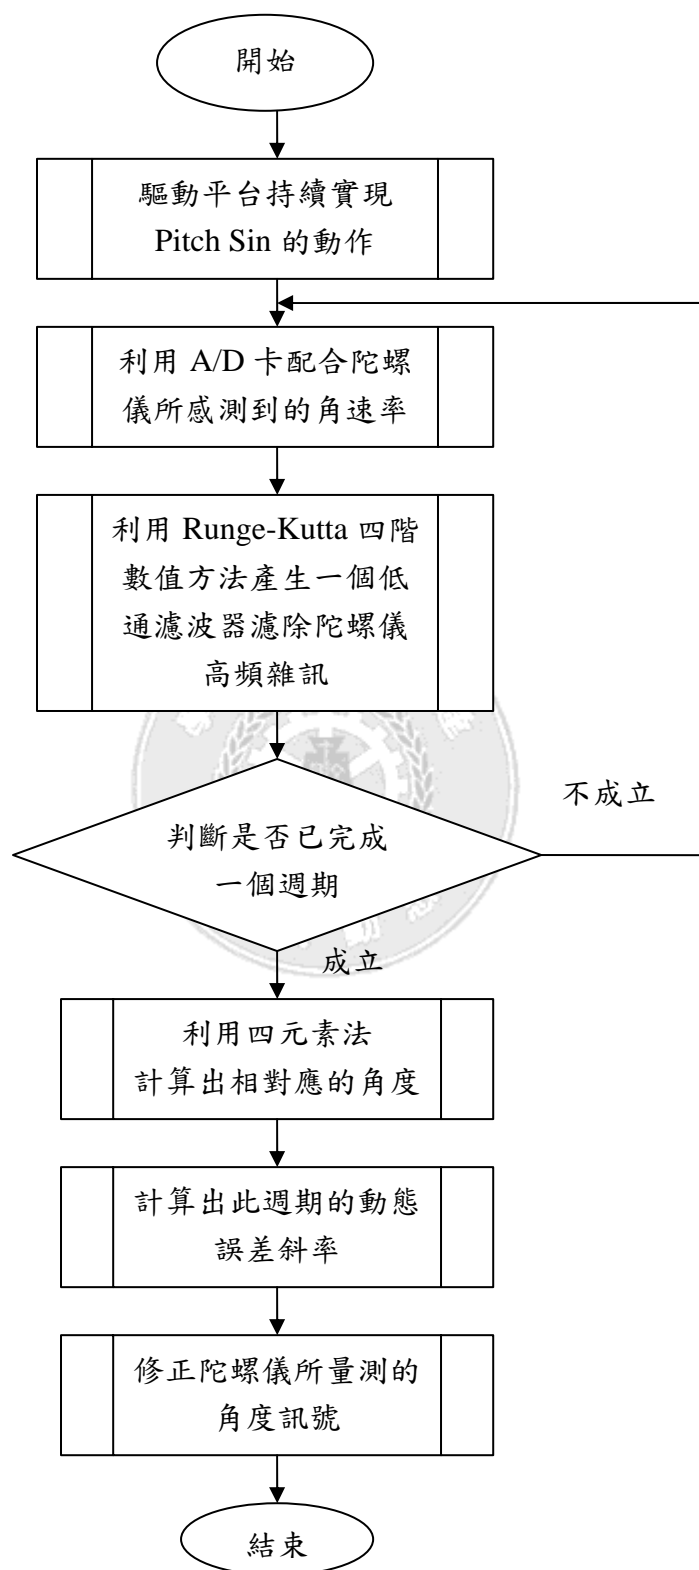 開始
驅動平台持續實現
Pitch Sin 的動作
利用 A/D 卡配合陀螺
儀所感測到的角速率
利用 Runge-Kutta 四階
數值方法產生一個低
通濾波器濾除陀螺儀
高頻雜訊
不成立
判斷是否已完成
一個週期
成立
利用四元素法
計算出相對應的角度
計算出此週期的動態
誤差斜率
修正陀螺儀所量測的
角度訊號
結束